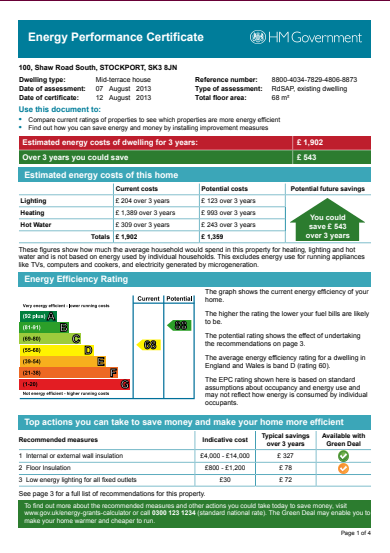 Energy Performance Certificate
HM Government
100, Shaw Road South, STOCKPORT, SK3 8JN
Dwelling type: Mid-terrace house
Date of assessment: 07 August 2013
Date of certificate: 12 August 2013
Reference number: 8800-4034-7829-4806-8873
Type of assessment: RdSAP, existing dwelling
Total floor area: 68 m²
Use this document to:
• Compare current ratings of properties to see which properties are more energy efficient
• Find out how you can save energy and money by installing improvement measures
Estimated energy costs of dwelling for 3 years: £ 1,902
Over 3 years you could save £ 543
Estimated energy costs of this home
Current costs Potential costs Potential future savings
Lighting £ 204 over 3 years £ 123 over 3 years
Heating £ 1,389 over 3 years £ 993 over 3 years
Hot Water £ 309 over 3 years £ 243 over 3 years
Totals £ 1,902 £ 1,359
You could
save £ 543
over 3 years
These figures show how much the average household would spend in this property for heating, lighting and hot
water and is not based on energy used by individual households. This excludes energy use for running appliances
like TVs, computers and cookers, and electricity generated by microgeneration.
Energy Efficiency Rating
Current Potential
Very energy efficient - lower running costs
(92 plus) A
(81-91) B
(69-80) C
(55-68) D
(39-54) E
(21-38) F
(1-20) G
Not energy efficient - higher running costs
68
88
The graph shows the current energy efficiency of your
home.
The higher the rating the lower your fuel bills are likely
to be.
The potential rating shows the effect of undertaking
the recommendations on page 3.
The average energy efficiency rating for a dwelling in
England and Wales is band D (rating 60).
The EPC rating shown here is based on standard
assumptions about occupancy and energy use and
may not reflect how energy is consumed by individual
occupants.
Top actions you can take to save money and make your home more efficient
Recommended measures Indicative cost Typical savings
over 3 years Available with
Green Deal
1 Internal or external wall insulation £4,000 - £14,000 £ 327
2 Floor Insulation £800 - £1,200 £ 78
3 Low energy lighting for all fixed outlets £30 £ 72
See page 3 for a full list of recommendations for this property.
To find out more about the recommended measures and other actions you could take today to save money, visit
www.gov.uk/energy-grants-calculator or call 0300 123 1234 (standard national rate). The Green Deal may enable you to
make your home warmer and cheaper to run.
Page 1 of 4